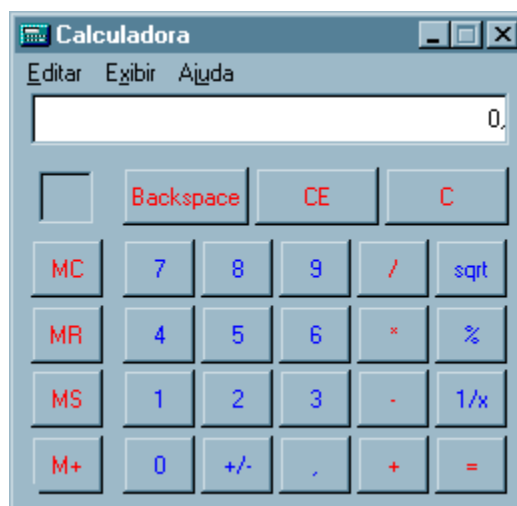 Calculadora
Editar Exibir Ajuda
0,
Backspace CE C
MC 7 8 9 / sqrt
MR 4 5 6 * %
MS 1 2 3 - 1/x
M+ 0 +/- , + =